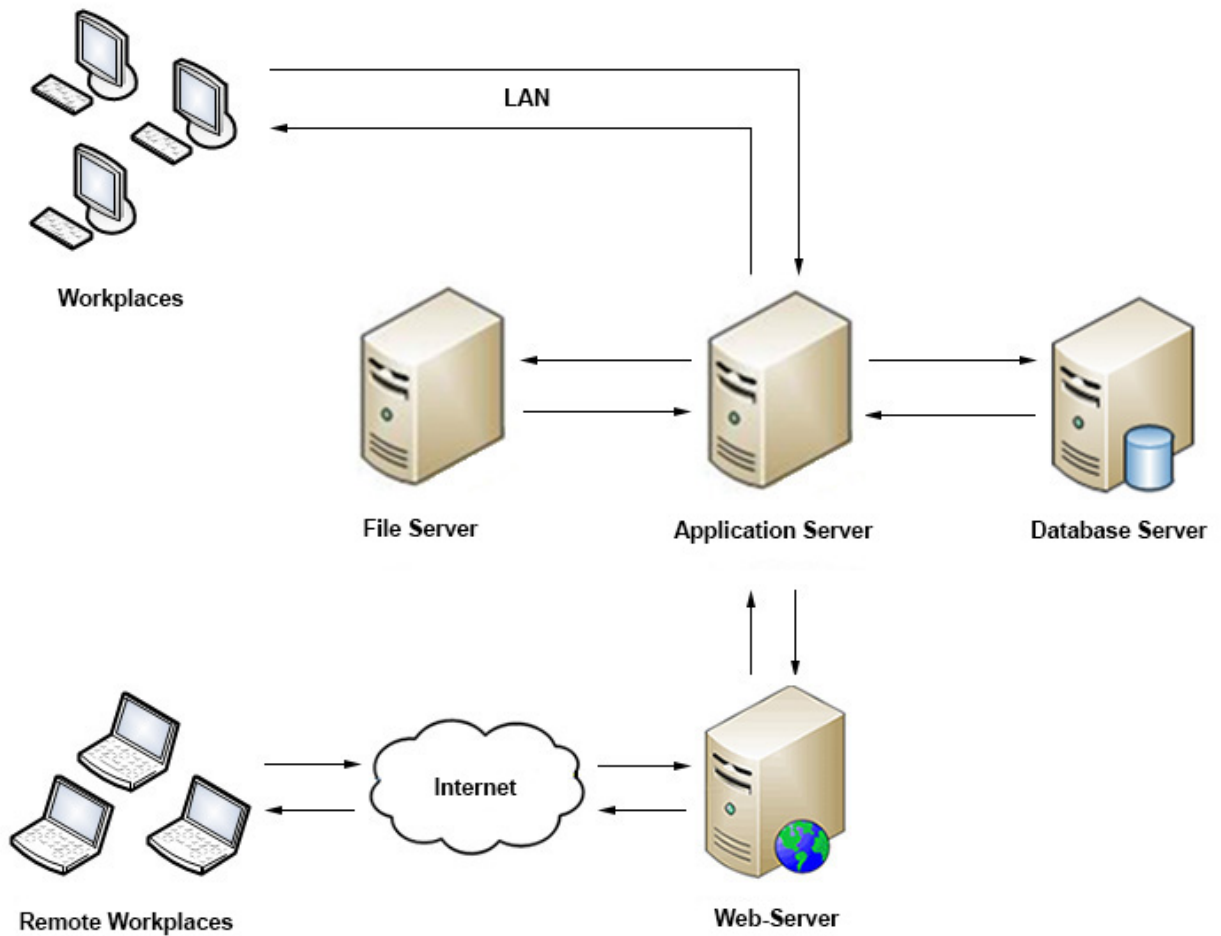 LAN
Workplaces
File Server
Application Server
Database Server
Internet
Remote Workplaces
Web-Server